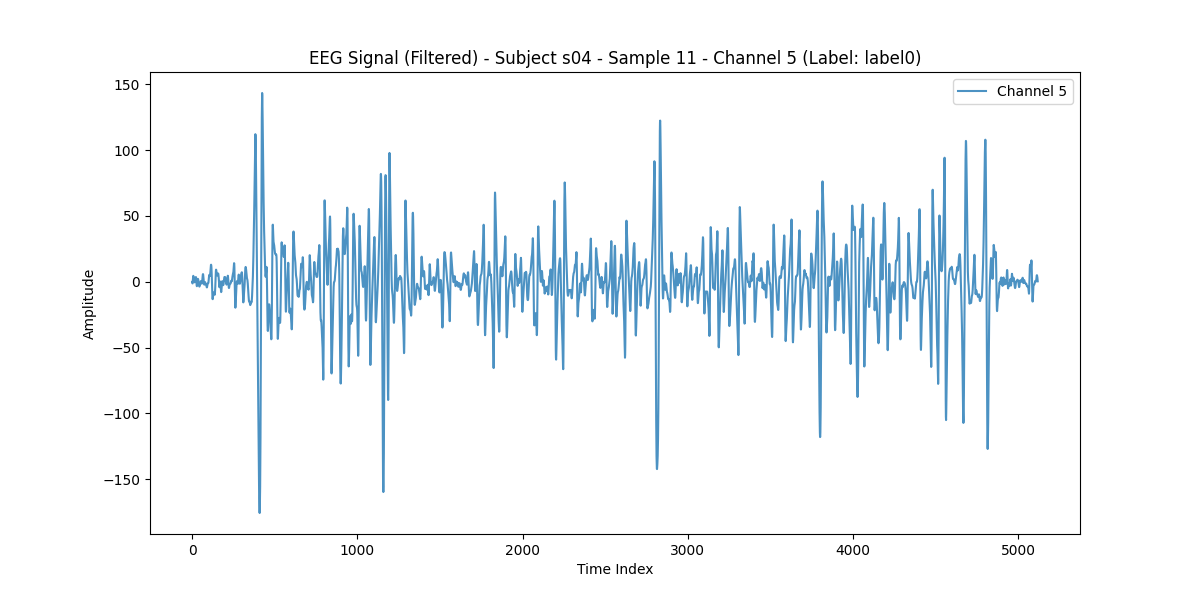 EEG Signal (Filtered) - Subject s04 - Sample 11 - Channel 5 (Label: label0)
Channel 5
150
100
50
0
−50
−100
−150
Amplitude
0 1000 2000 3000 4000 5000
Time Index